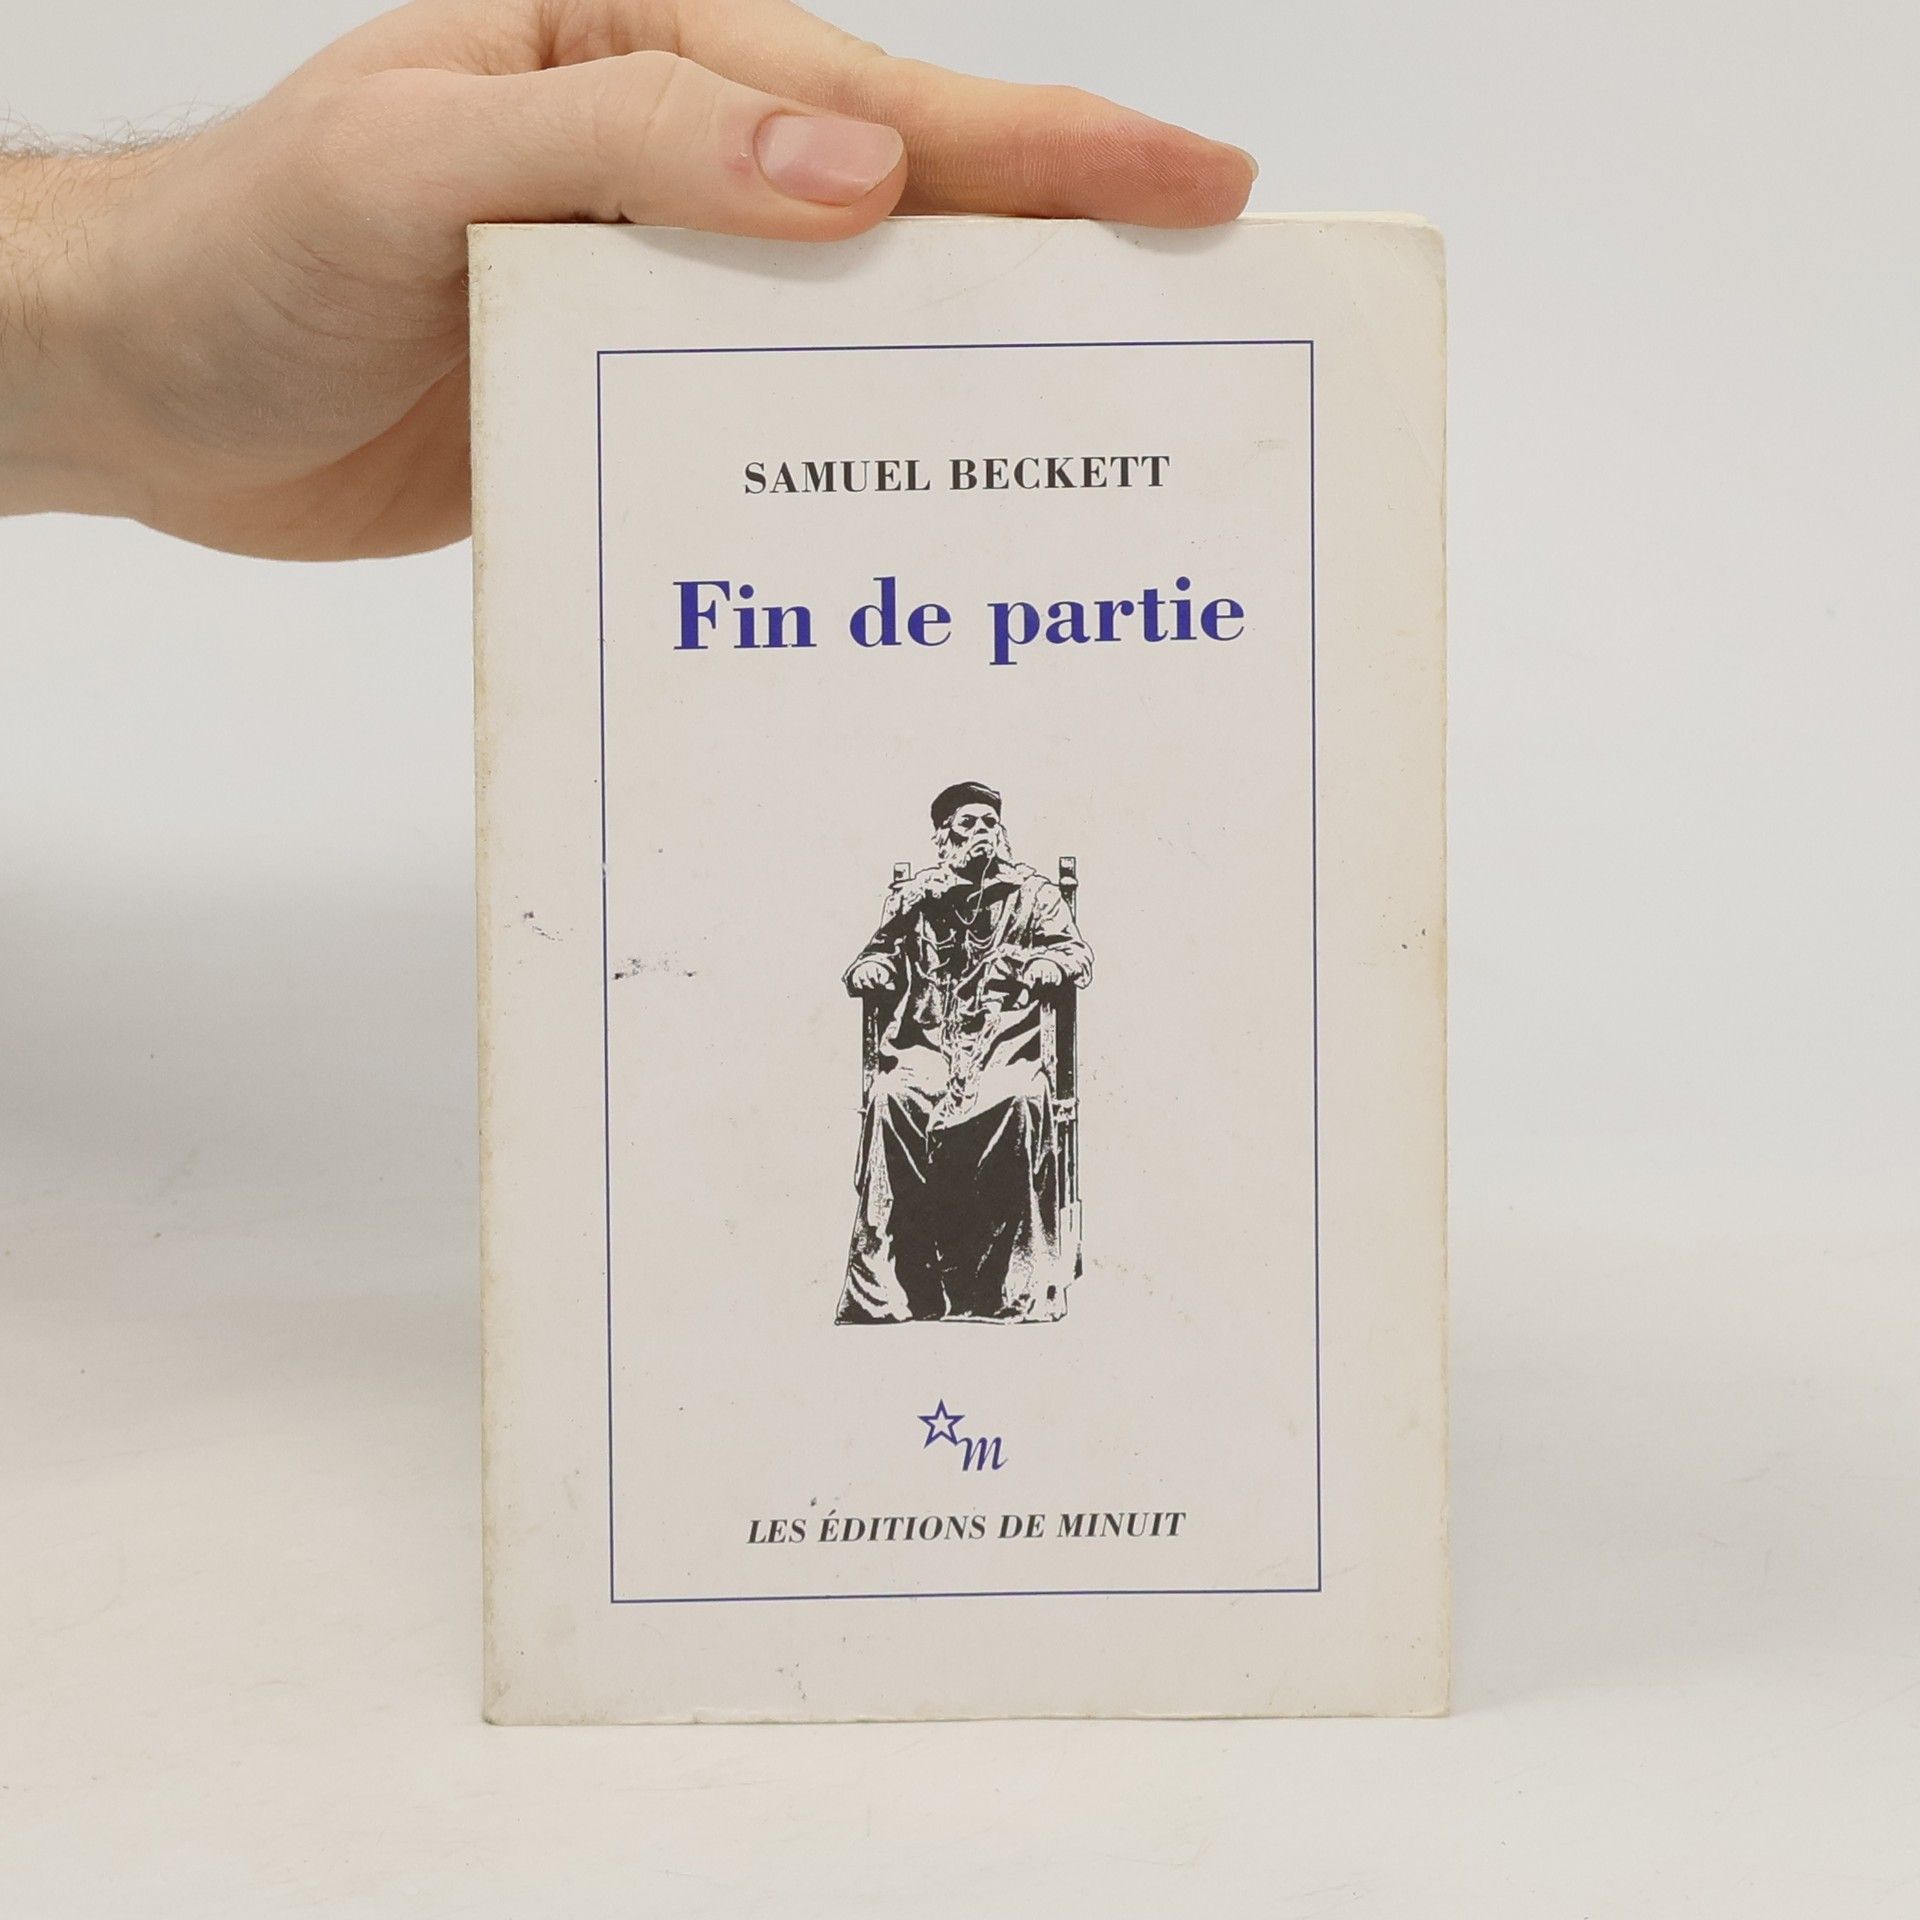 SAMUEL BECKETT
Fin de partie
m
LES ÉDITIONS DE MINUIT